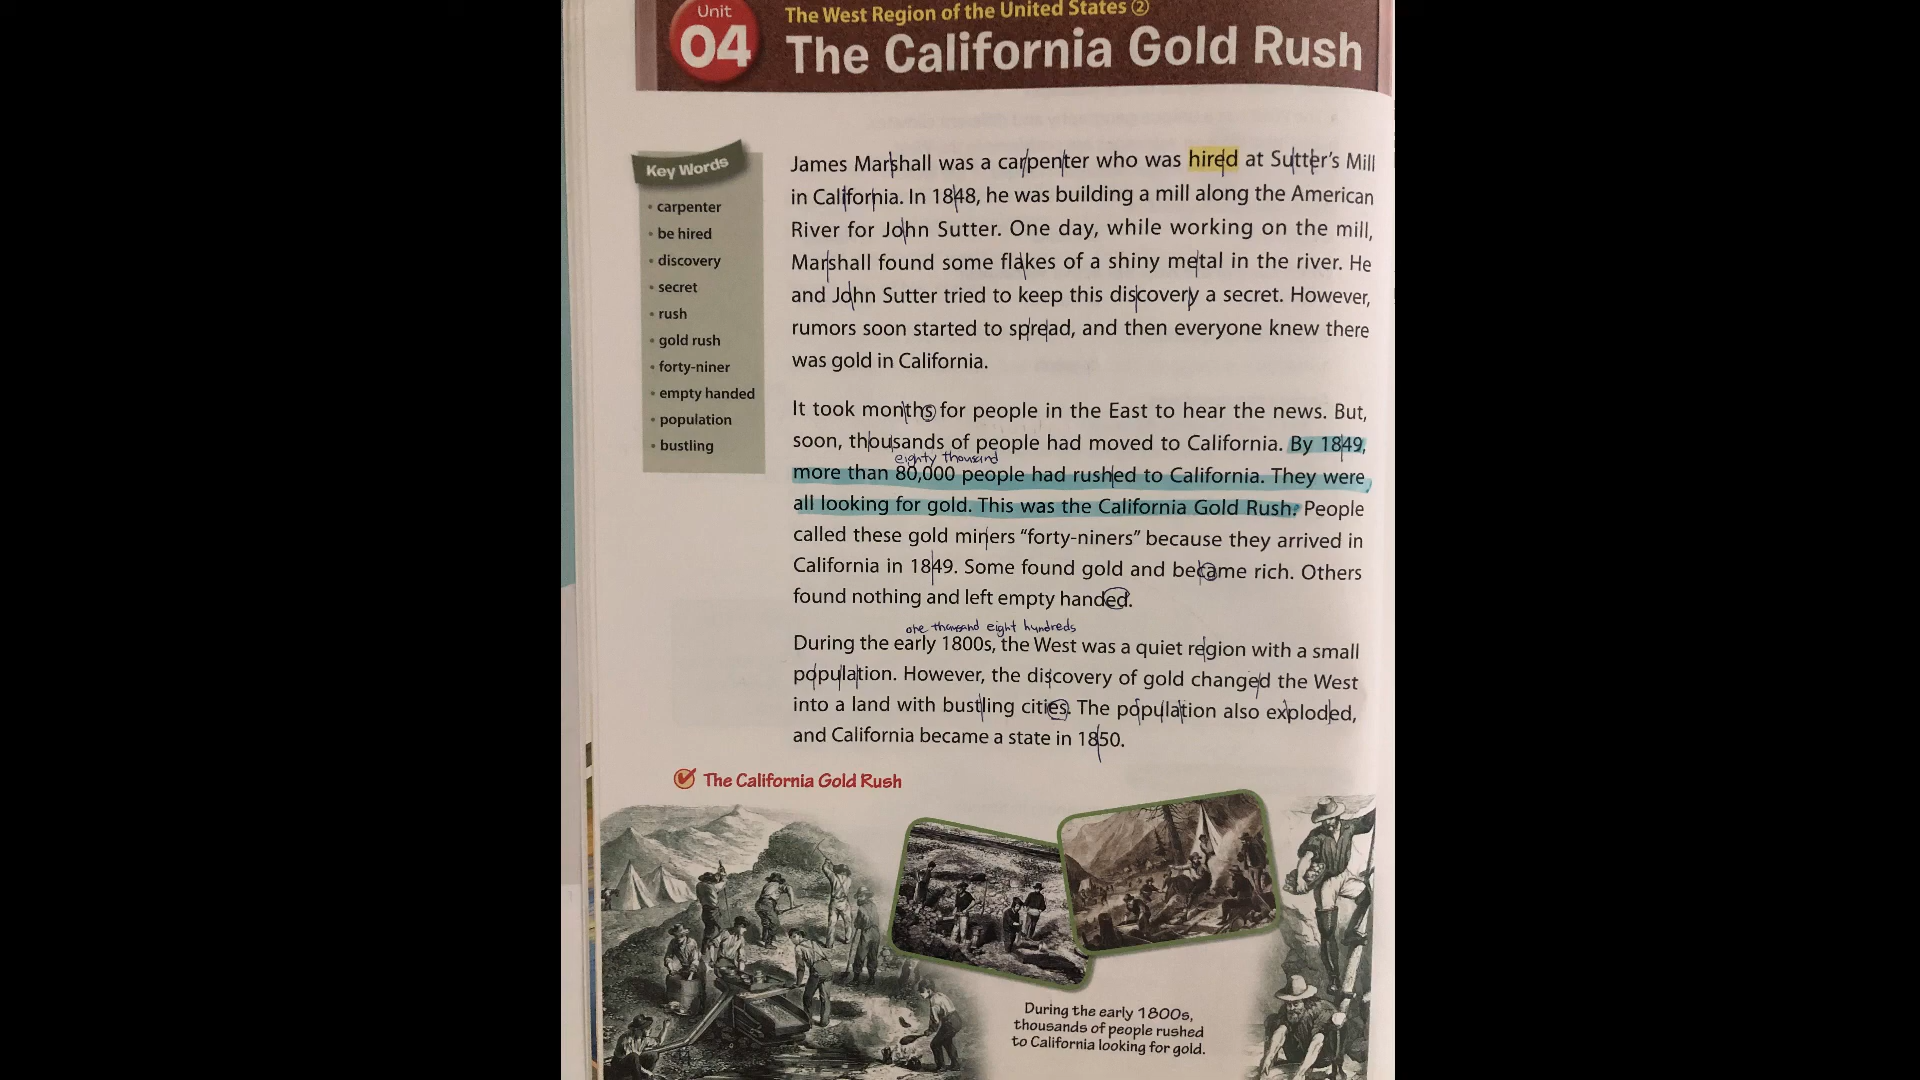 Unit
04
The West Region of the United States ②
The California Gold Rush
Key Words
• carpenter
• be hired
• discovery
• secret
• rush
• gold rush
• forty-niner
• empty handed
• population
• bustling
James Marshall was a carpenter who was hired at Sutter's Mill
in California. In 1848, he was building a mill along the American
River for John Sutter. One day, while working on the mill,
Marshall found some flakes of a shiny metal in the river. He
and John Sutter tried to keep this discovery a secret. However,
rumors soon started to spread, and then everyone knew there
was gold in California.
It took months for people in the East to hear the news. But,
soon, thousands of people had moved to California. By 1849,
eighty thousand
more than 80,000 people had rushed to California. They were
all looking for gold. This was the California Gold Rush. People
called these gold miners “forty-niners” because they arrived in
California in 1849. Some found gold and became rich. Others
found nothing and left empty handed.
one thousand eight hundreds
During the early 1800s, the West was a quiet region with a small
population. However, the discovery of gold changed the West
into a land with bustling cities. The population also exploded,
and California became a state in 1850.
The California Gold Rush
During the early 1800s,
thousands of people rushed
to California looking for gold.